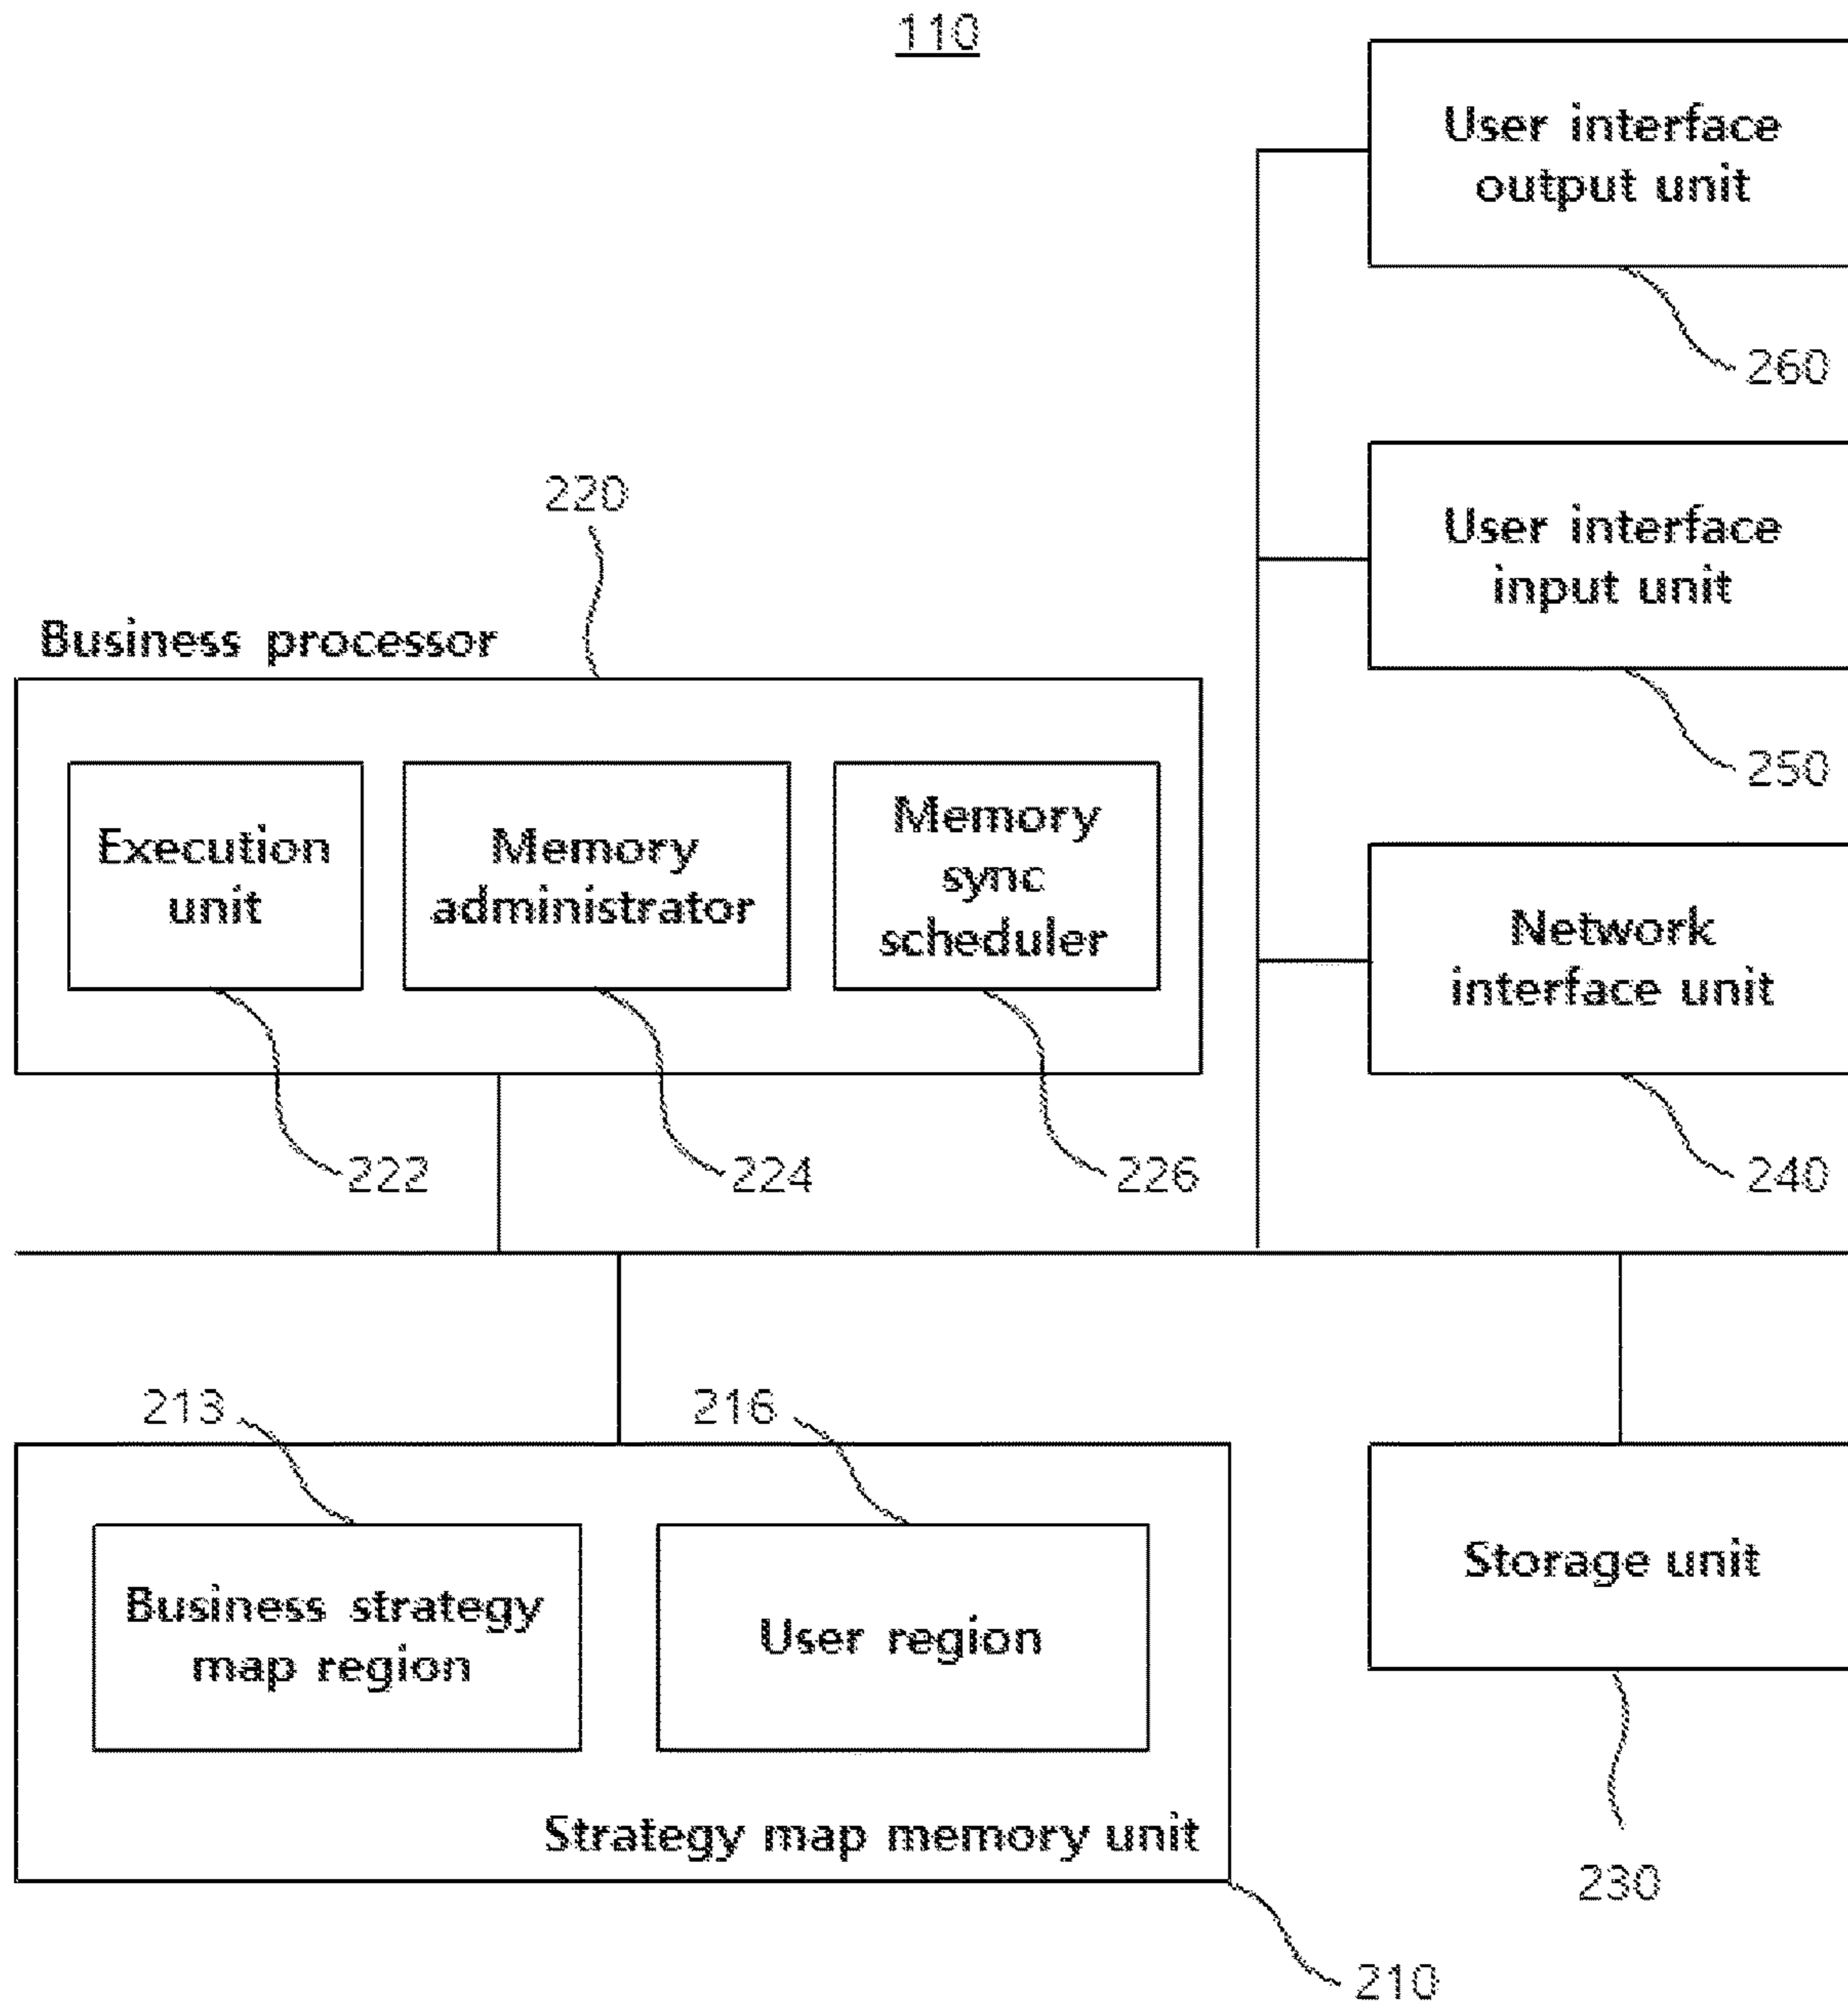 110
User interface
output unit
260
220
User interface
input unit
Business processor
250
Execution
unit
Memory
administrator
Memory
sync
scheduler
Network
interface unit
222
224
226
240
213
216
Business strategy
map region
User region
Storage unit
Strategy map memory unit
230
210